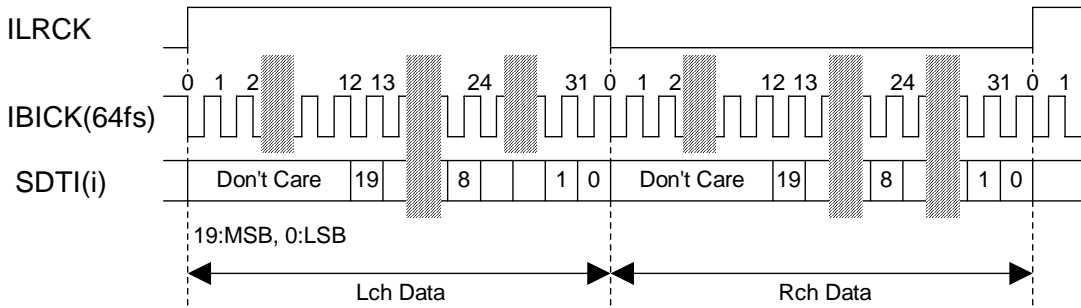 ILRCK
0 1 2 12 13 24 31 0 1 2 12 13 24 31 0 1
IBICK(64fs)
SDTI(i) Don't Care 19 8 1 0 Don't Care 19 8 1 0
19:MSB, 0:LSB
Lch Data Rch Data